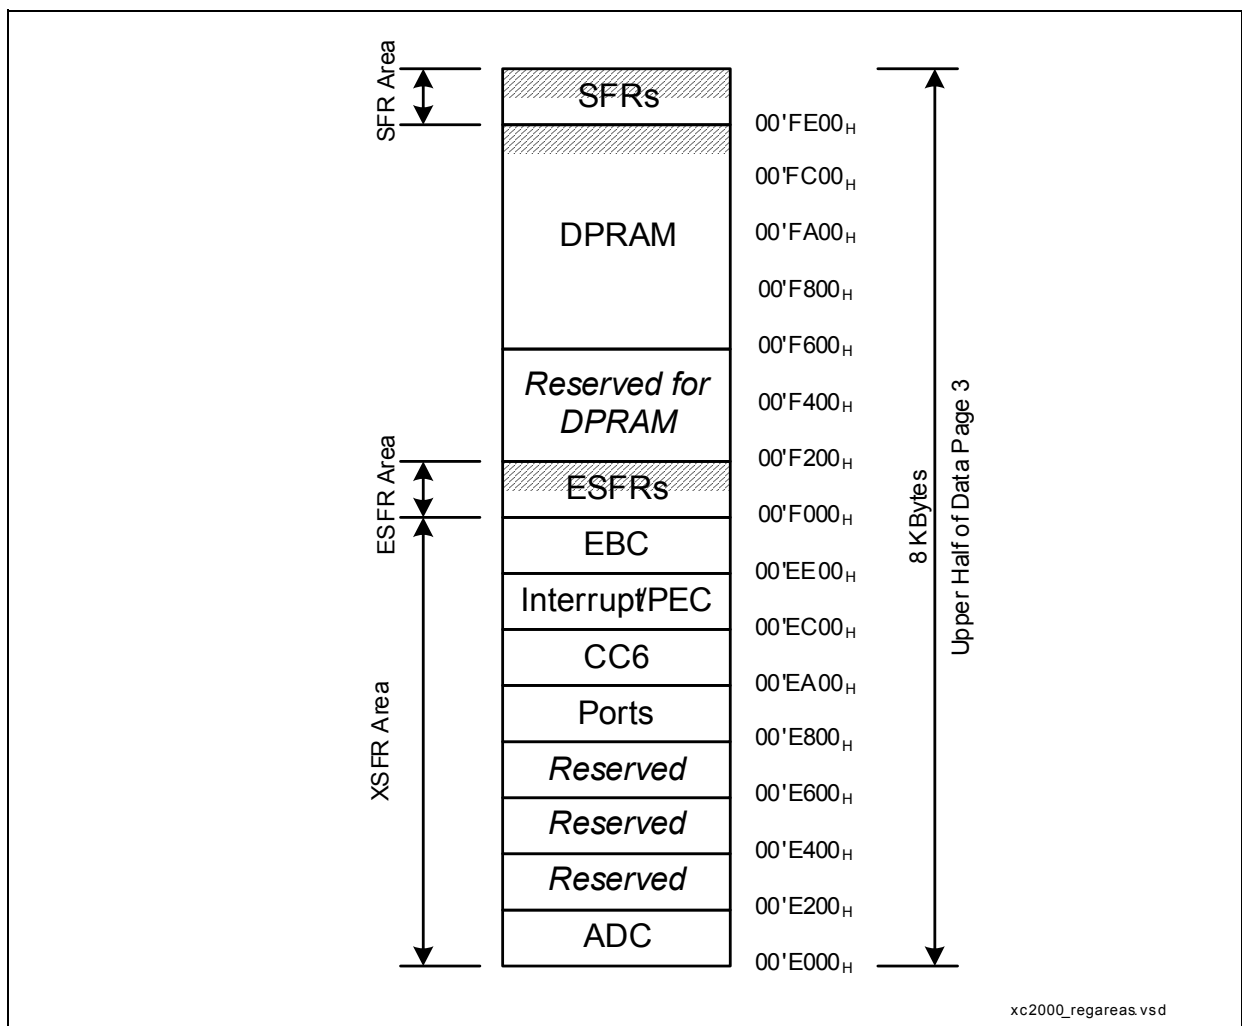 SFR Area
SFRs
00'FE00H
00'FC00H
DPRAM
00'FA00H
00'F800H
00'F600H
Reserved for
DPRAM
00'F400H
00'F200H
ESFR Area
ESFRs
00'F000H
EBC
00'EE00H
Interrupt/PEC
00'EC00H
CC6
00'EA00H
Ports
00'E800H
XSFR Area
Reserved
00'E600H
Reserved
00'E400H
Reserved
00'E200H
ADC
00'E000H
8 KBytes
Upper Half of Data Page 3
xc2000_regareas.vsd